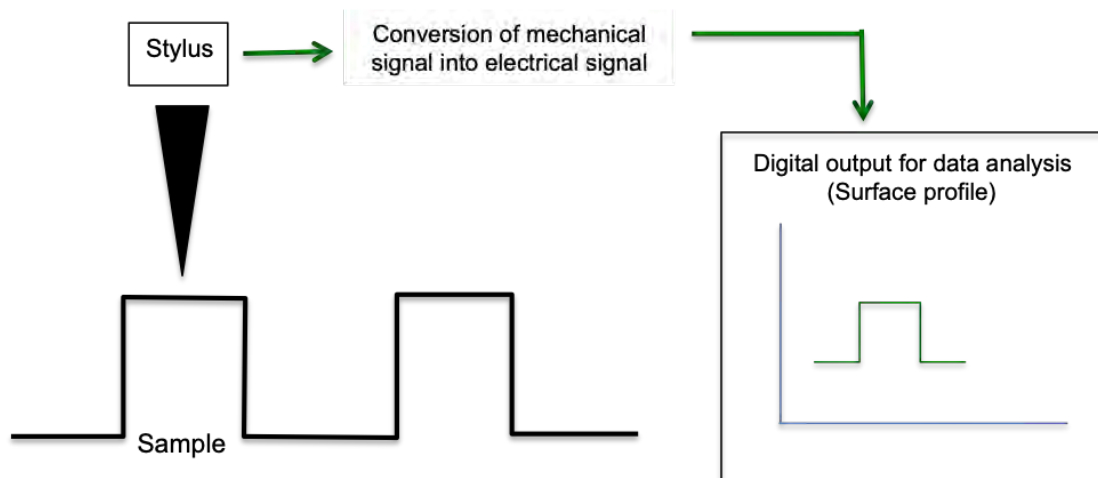 Stylus
Conversion of mechanical
signal into electrical signal
Digital output for data analysis
(Surface profile)
Sample